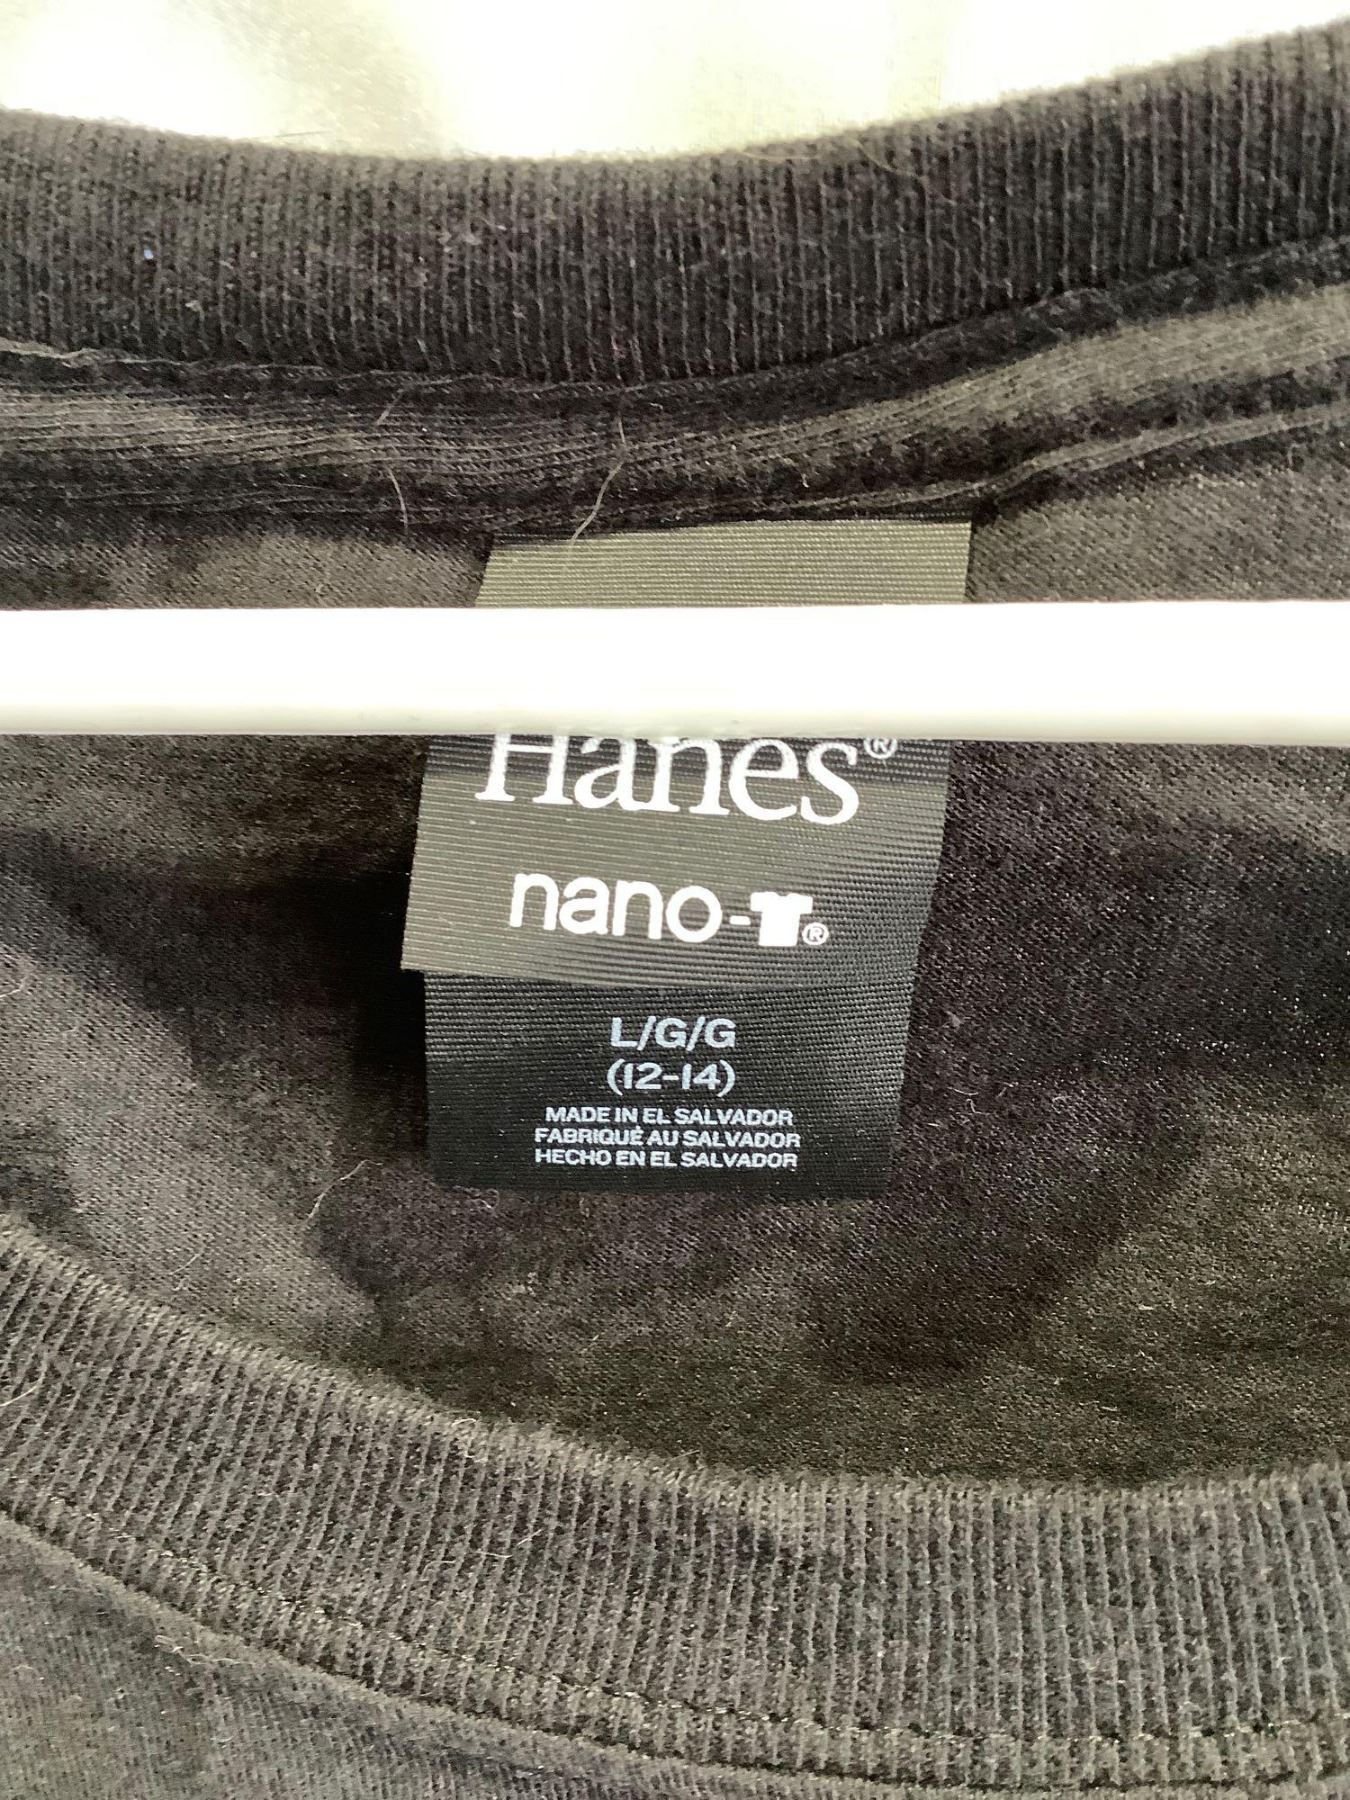 Hanes®
nano-T®
L/G/G
(12-14)
MADE IN EL SALVADOR
FABRIQUÉ AU SALVADOR
HECHO EN EL SALVADOR